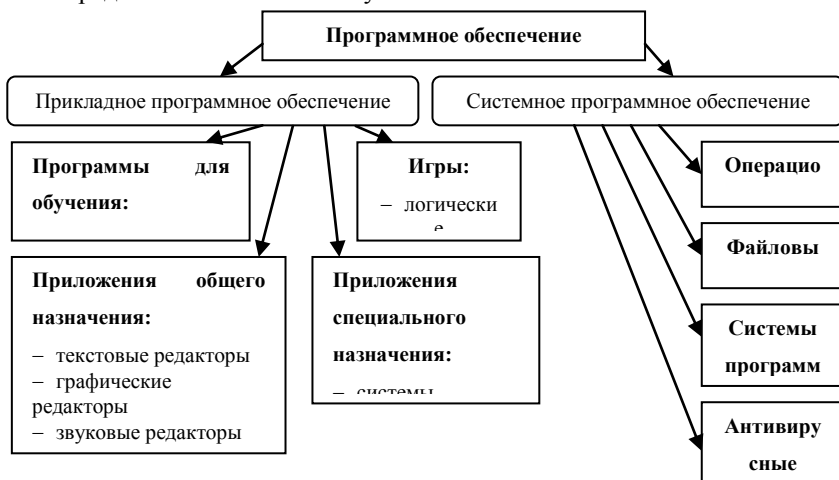 Программное обеспечение
Прикладное программное обеспечение
Системное программное обеспечение
Программы для
обучения:
Игры:
– логически
е
Операцио
Файловы
Приложения общего
назначения:
– текстовые редакторы
– графические
редакторы
– звуковые редакторы
Приложения
специального
назначения:
– системы
Системы
программ
Антивиру
сные